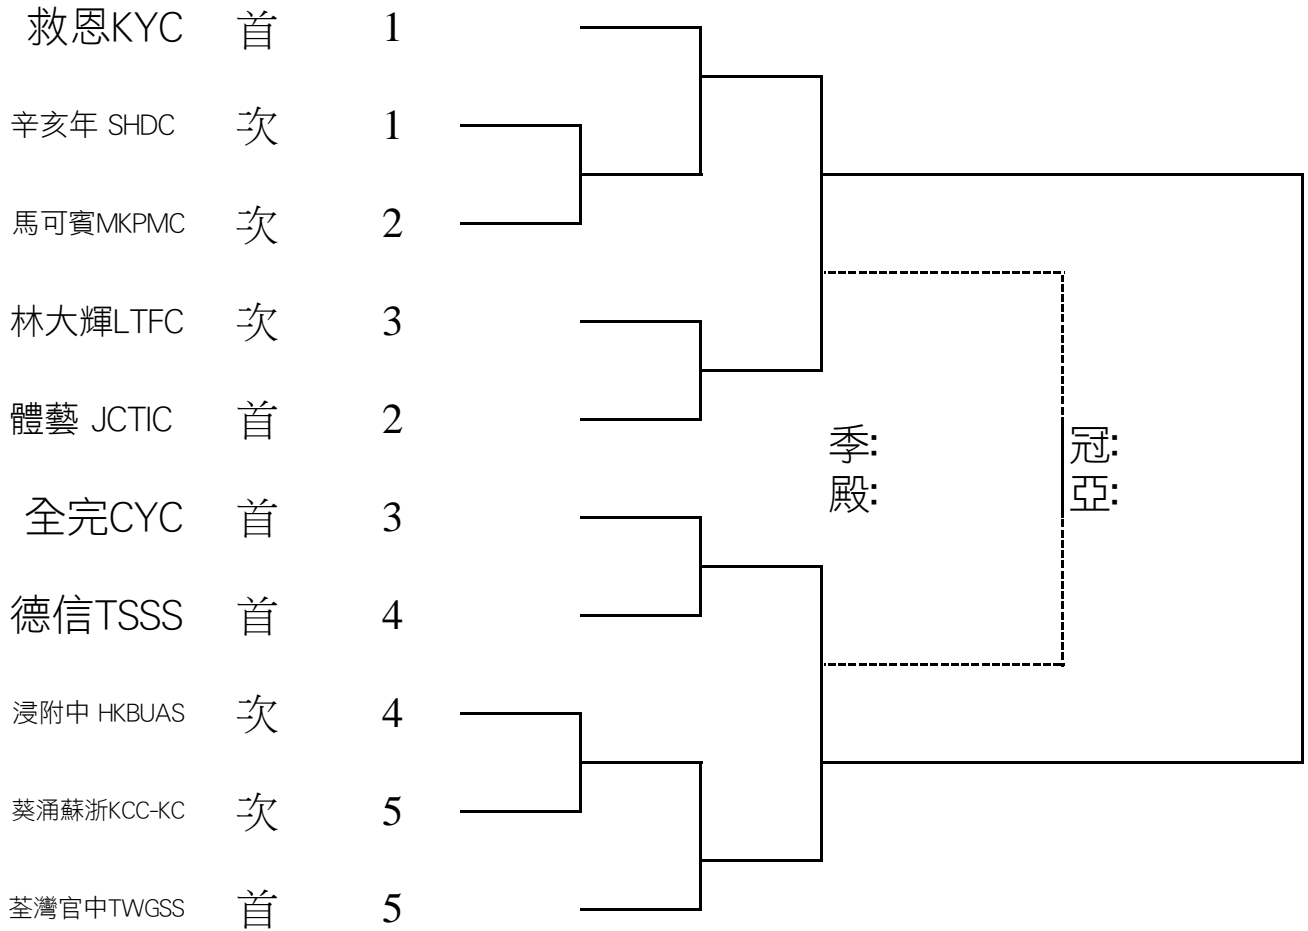 救恩KYC 首 1
辛亥年 SHDC 次 1
馬可賓MKPMC 次 2
林大輝LTFC 次 3
體藝 JCTIC 首 2
季: 冠:
殿: 亞:
全完CYC 首 3
德信TSSS 首 4
浸附中 HKBUAS 次 4
葵涌蘇浙KCC-KC 次 5
荃灣官中TWGSS 首 5